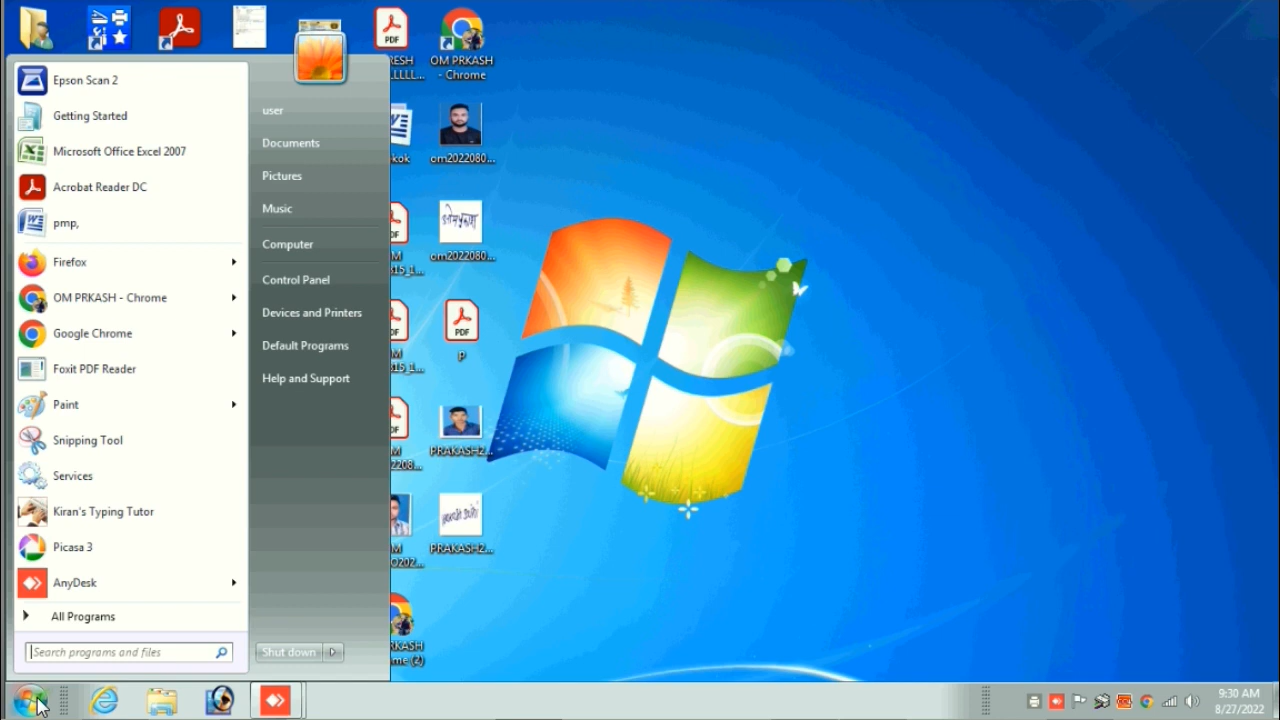 Epson Scan 2
Getting Started
Microsoft Office Excel 2007
Acrobat Reader DC
pmp,
Firefox
OM PRKASH - Chrome
Google Chrome
Foxit PDF Reader
Paint
Snipping Tool
Services
Kiran's Typing Tutor
Picasa 3
AnyDesk
All Programs
Search programs and files
user
Documents
Pictures
Music
Computer
Control Panel
Devices and Printers
Default Programs
Help and Support
Shut down
PDF
OM PRKASH
- Chrome
om2022080...
om2022080...
PDF
p
PRAKASH2...
PRAKASH2...
9:30 AM
8/27/2022